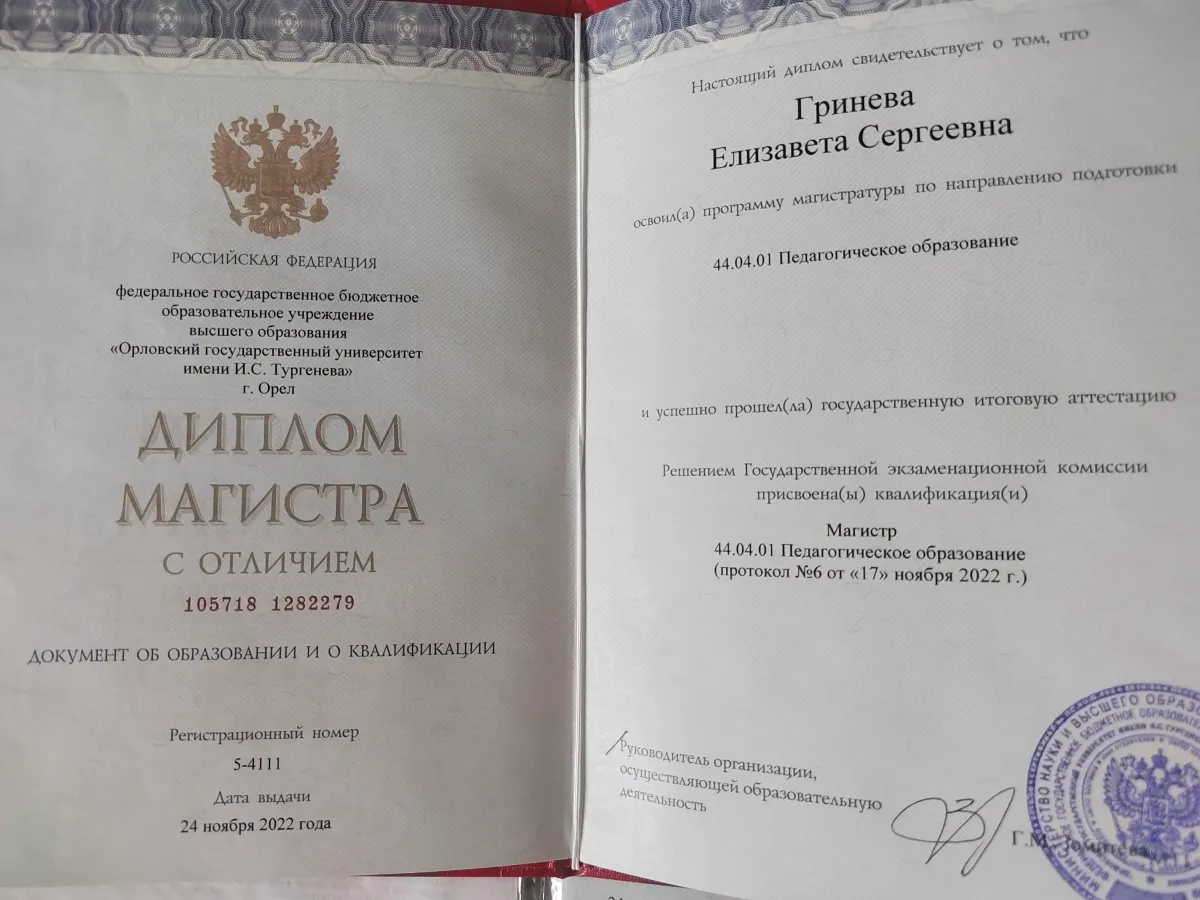 РОССИЙСКАЯ ФЕДЕРАЦИЯ
федеральное государственное бюджетное
образовательное учреждение
высшего образования
«Орловский государственный университет
имени И.С. Тургенева»
г. Орел
ДИПЛОМ
МАГИСТРА
С ОТЛИЧИЕМ
105718 1282279
ДОКУМЕНТ ОБ ОБРАЗОВАНИИ И О КВАЛИФИКАЦИИ
Регистрационный номер
5-4111
Дата выдачи
24 ноября 2022 года
Настоящий диплом свидетельствует о том, что
Гринева
Елизавета Сергеевна
освоил(а) программу магистратуры по направлению подготовки
44.04.01 Педагогическое образование
и успешно прошел(ла) государственную итоговую аттестацию
Решением Государственной экзаменационной комиссии
присвоена(ы) квалификация(и)
Магистр
44.04.01 Педагогическое образование
(протокол №6 от «17» ноября 2022 г.)
Руководитель организации,
осуществляющей образовательную
деятельность
Г.М. Зомитева